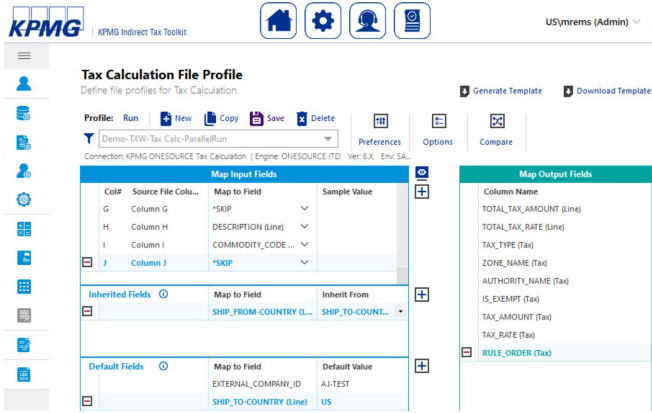 KPMG | KPMG Indirect Tax Toolkit
US\mrems (Admin)
Tax Calculation File Profile
Define file profiles for Tax Calculation.
Generate Template Download Templates
Profile: Run New Copy Save Delete
Demo-TXW-Tax Calc-ParallelRun
Preferences Options Compare
Connection: KPMG ONESOURCE Tax Calculation ( Engine: ONESOURCE ITD, Ver: 6.X, Env: SA...
Map Input Fields
Col# Source File Colu... Map to Field Sample Value
G Column G *SKIP
H Column H DESCRIPTION (Line)
I Column I COMMODITY_CODE ...
J Column J *SKIP
Inherited Fields Map to Field Inherit From
SHIP_FROM-COUNTRY (L... SHIP_TO-COUNT...
Default Fields Map to Field Default Value
EXTERNAL_COMPANY_ID AJ-TEST
SHIP_TO-COUNTRY (Line) US
Map Output Fields
Column Name
TOTAL_TAX_AMOUNT (Line)
TOTAL_TAX_RATE (Line)
TAX_TYPE (Tax)
ZONE_NAME (Tax)
AUTHORITY_NAME (Tax)
IS_EXEMPT (Tax)
TAX_AMOUNT (Tax)
TAX_RATE (Tax)
RULE_ORDER (Tax)